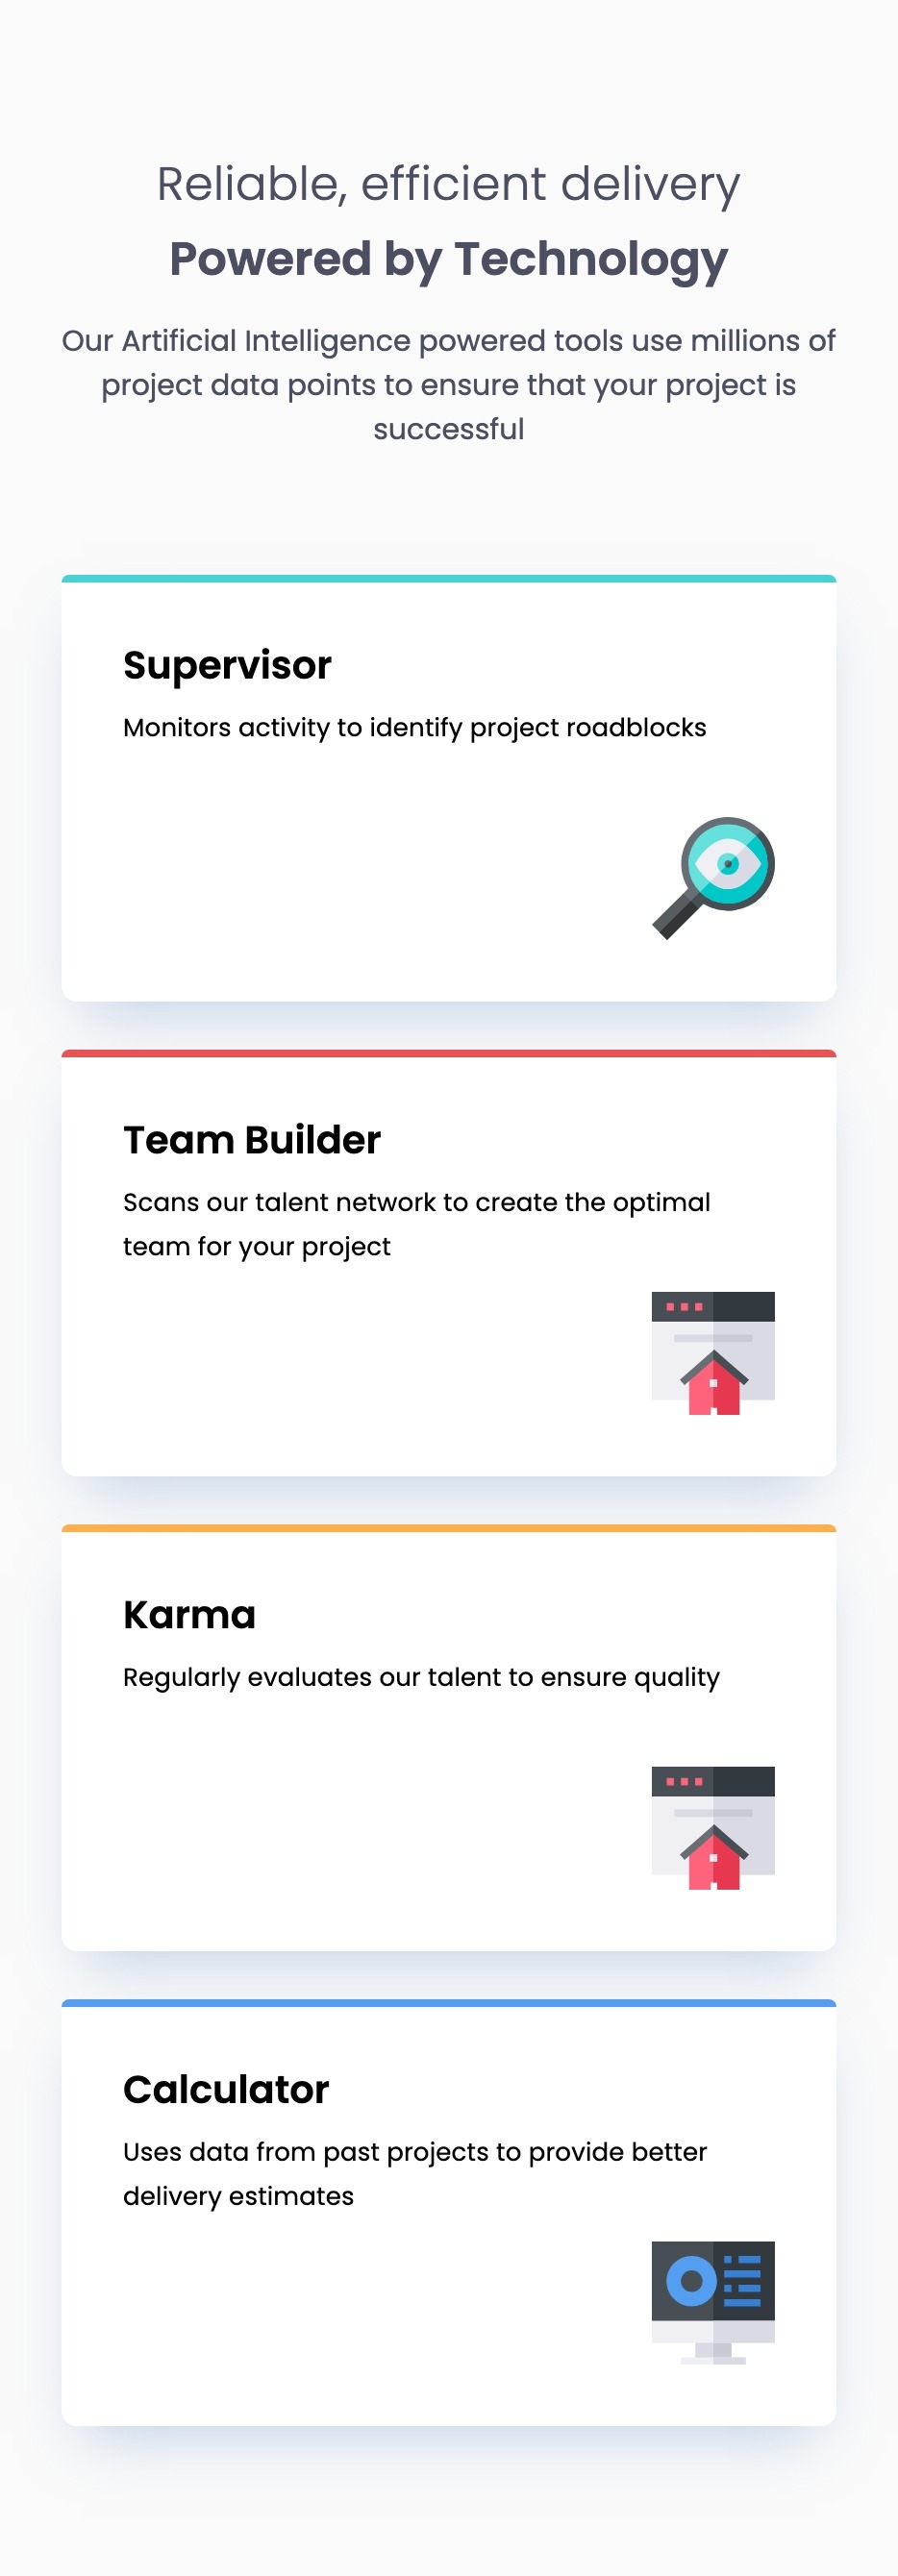 Reliable, efficient delivery
Powered by Technology
Our Artificial Intelligence powered tools use millions of
project data points to ensure that your project is
successful
Supervisor
Monitors activity to identify project roadblocks
Team Builder
Scans our talent network to create the optimal
team for your project
Karma
Regularly evaluates our talent to ensure quality
Calculator
Uses data from past projects to provide better
delivery estimates